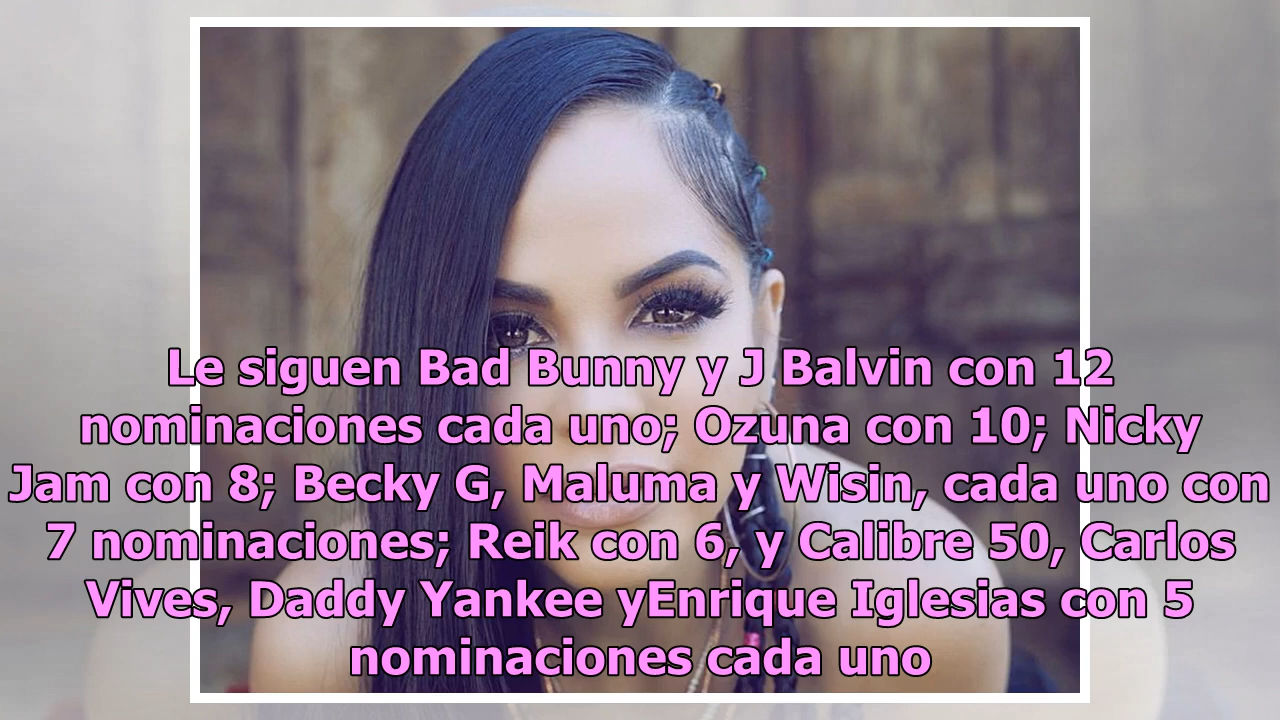 Le siguen Bad Bunny y J Balvin con 12
nominaciones cada uno; Ozuna con 10; Nicky
Jam con 8; Becky G, Maluma y Wisin, cada uno con
7 nominaciones; Reik con 6, y Calibre 50, Carlos
Vives, Daddy Yankee yEnrique Iglesias con 5
nominaciones cada uno